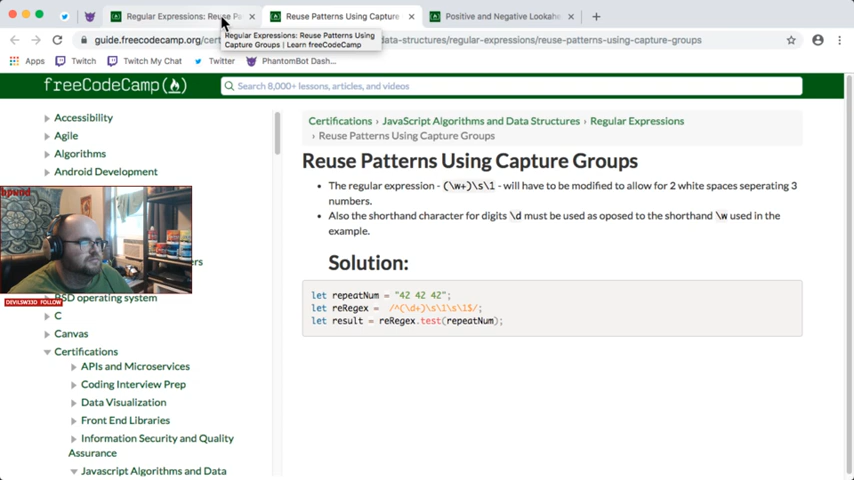 Regular Expressions: Reuse Pa
Reuse Patterns Using Capture
Positive and Negative Lookahe
guide.freecodecamp.org/cert
data-structures/regular-expressions/reuse-patterns-using-capture-groups
Regular Expressions: Reuse Patterns Using
Capture Groups | Learn freeCodeCamp
Apps Twitch Twitch My Chat Twitter PhantomBot Dash...
freeCodeCamp
Search 8,000+ lessons, articles, and videos
Accessibility
Agile
Algorithms
Android Development
DEVILSW33D FOLLOW
BSD operating system
C
Canvas
Certifications
APIs and Microservices
Coding Interview Prep
Data Visualization
Front End Libraries
Information Security and Quality
Assurance
Javascript Algorithms and Data
Certifications › JavaScript Algorithms and Data Structures › Regular Expressions
› Reuse Patterns Using Capture Groups
Reuse Patterns Using Capture Groups
• The regular expression - (\w+)\s\1 - will have to be modified to allow for 2 white spaces seperating 3
numbers.
• Also the shorthand character for digits \d must be used as oposed to the shorthand \w used in the
example.
Solution:
let repeatNum = "42 42 42";
let reRegex = /^(\d+)\s\1\s\1$/;
let result = reRegex.test(repeatNum);